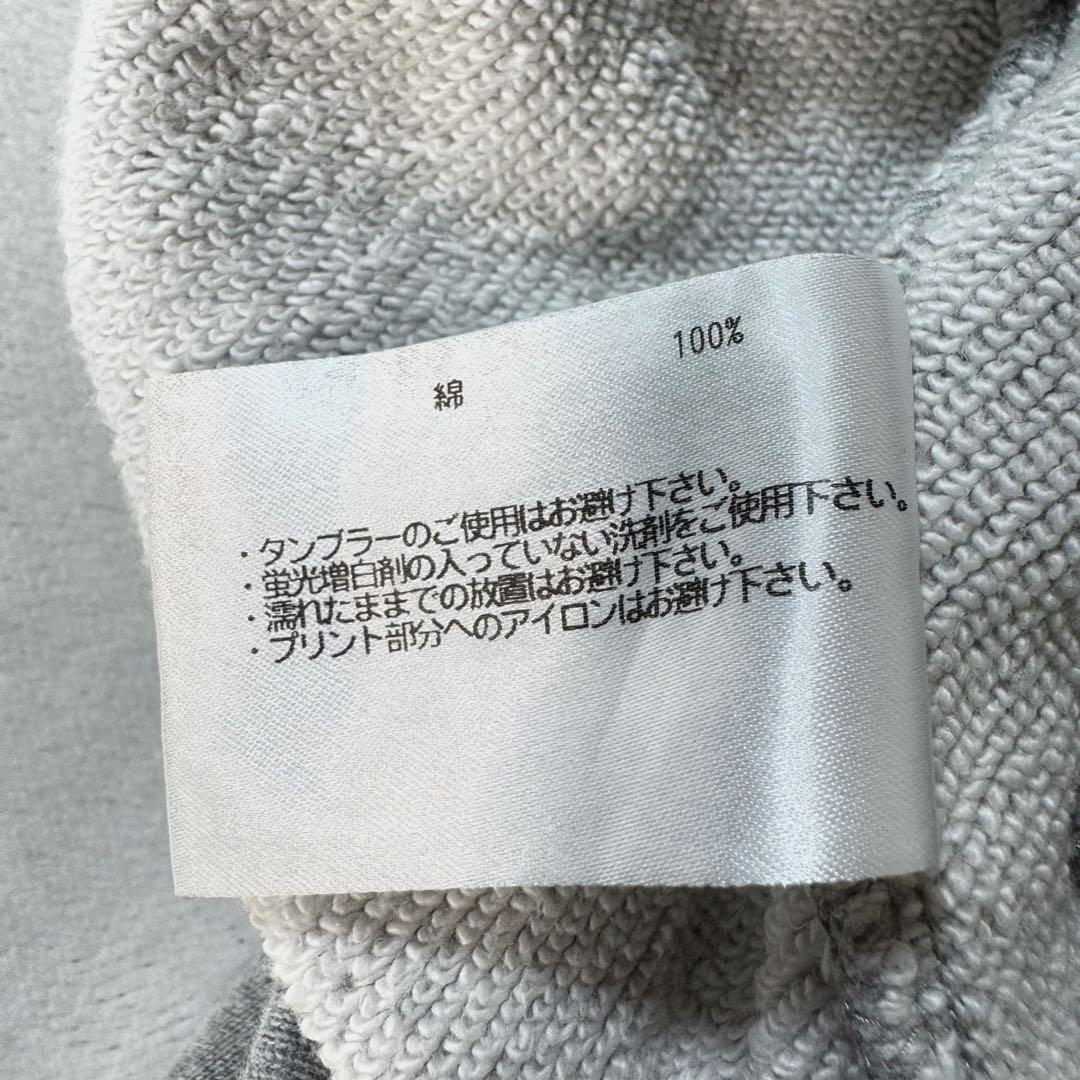 綿 100%
・タンブラーのご使用はお避け下さい。
・蛍光増白剤の入っていない洗剤をご使用下さい。
・濡れたままでの放置はお避け下さい。
・プリント部分へのアイロンはお避け下さい。